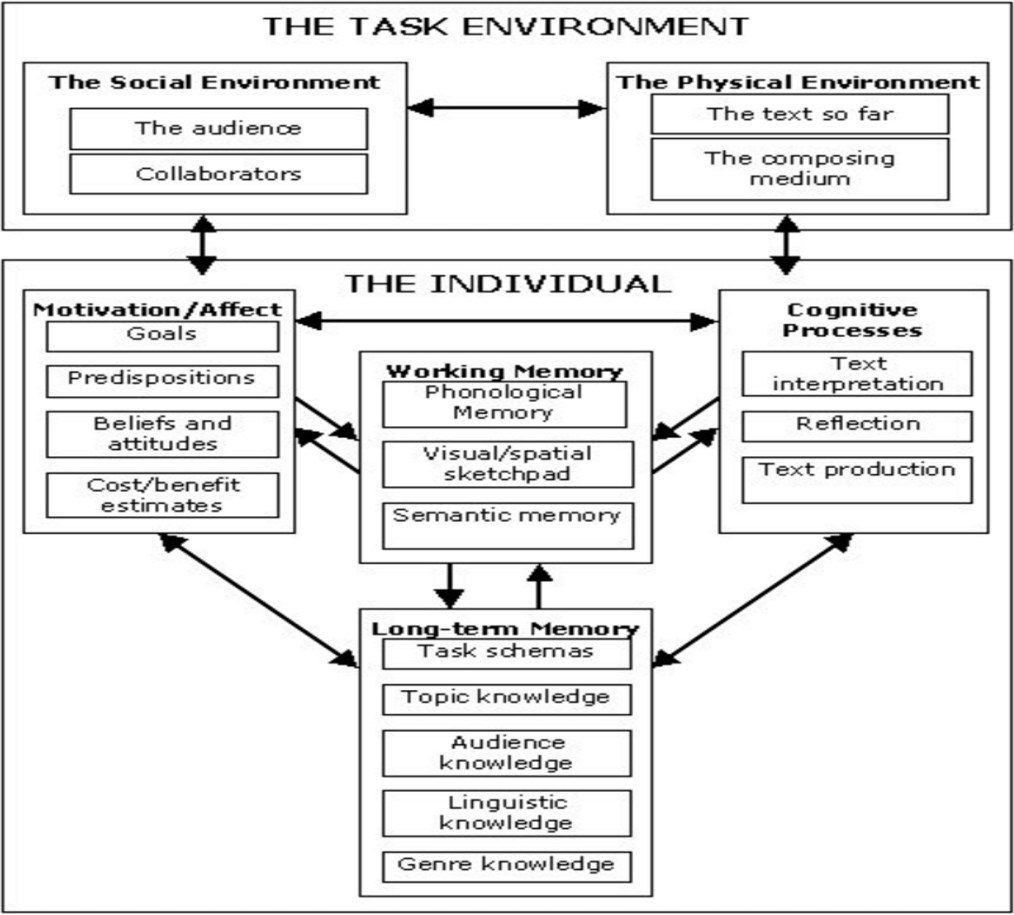 THE TASK ENVIRONMENT
The Social Environment
The audience
Collaborators
The Physical Environment
The text so far
The composing
medium
THE INDIVIDUAL
Motivation/Affect
Goals
Predispositions
Beliefs and
attitudes
Cost/benefit
estimates
Working Memory
Phonological
Memory
Visual/spatial
sketchpad
Semantic memory
Cognitive
Processes
Text
interpretation
Reflection
Text production
Long-term Memory
Task schemas
Topic knowledge
Audience
knowledge
Linguistic
knowledge
Genre knowledge